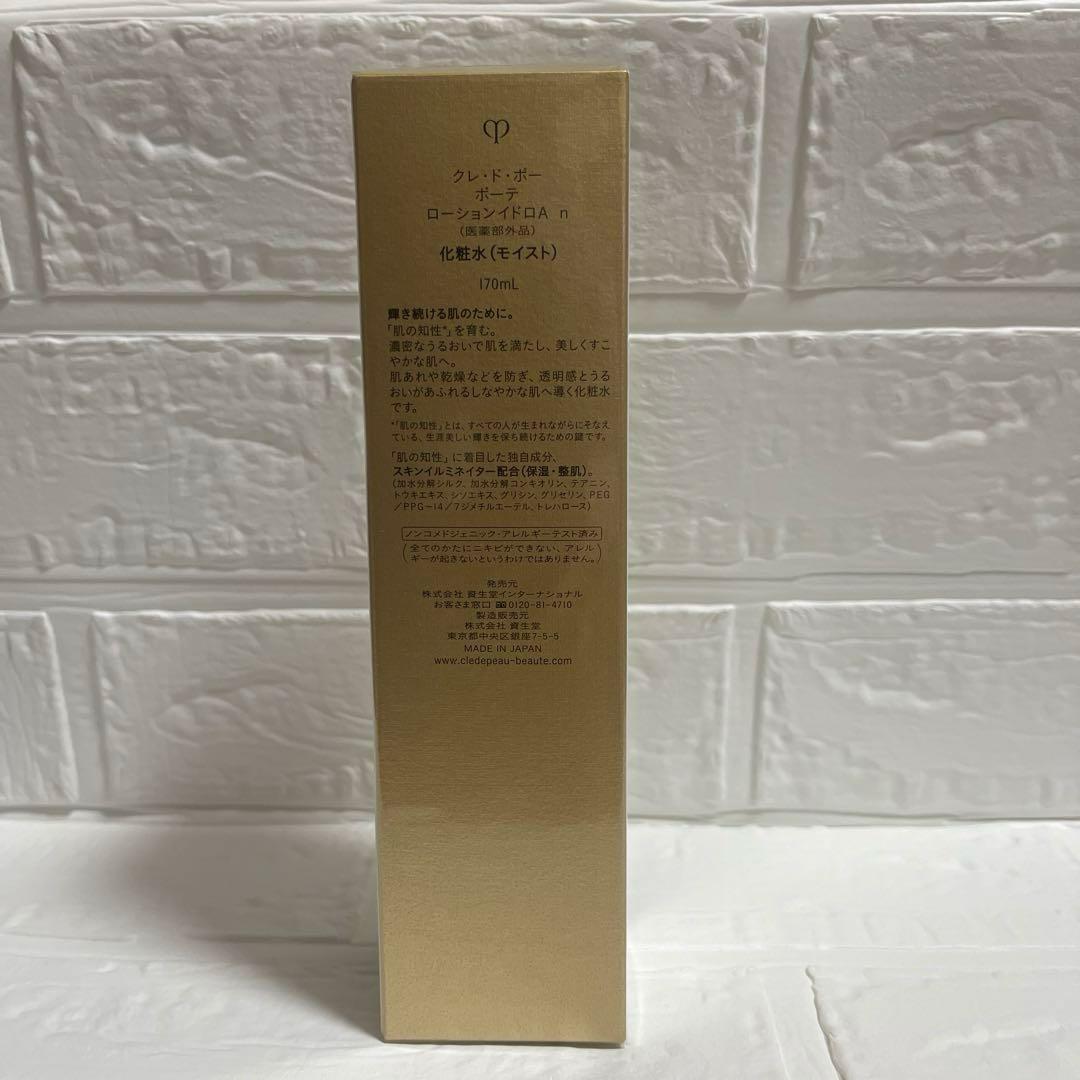 クレ・ド・ポー
ボーテ
ローションイドロA n
（医薬部外品）
化粧水（モイスト）
170mL
輝き続ける肌のために。
「肌の知性*」を育む。
濃密なうるおいで肌を満たし、美しくすこ
やかな肌へ。
肌あれや乾燥などを防ぎ、透明感とうる
おいがあふれるしなやかな肌へ導く化粧水
です。
*「肌の知性」とは、すべての人が生まれながらにそなえ
ている、生涯美しい輝きを保ち続けるための鍵です。
「肌の知性」に着目した独自成分、
スキンイルミネイター配合（保湿・整肌）。
（加水分解シルク、加水分解コンキオリン、テアニン、
トウキエキス、シソエキス、グリシン、グリセリン、PEG
／PPG－14／7ジメチルエーテル、トレハロース）
ノンコメドジェニック・アレルギーテスト済み
（全てのかたにニキビができない、アレル
ギーが起きないというわけではありません。）
発売元
株式会社 資生堂インターナショナル
お客さま窓口 0120-81-4710
製造販売元
株式会社 資生堂
東京都中央区銀座7-5-5
MADE IN JAPAN
www.cledepeau-beaute.com